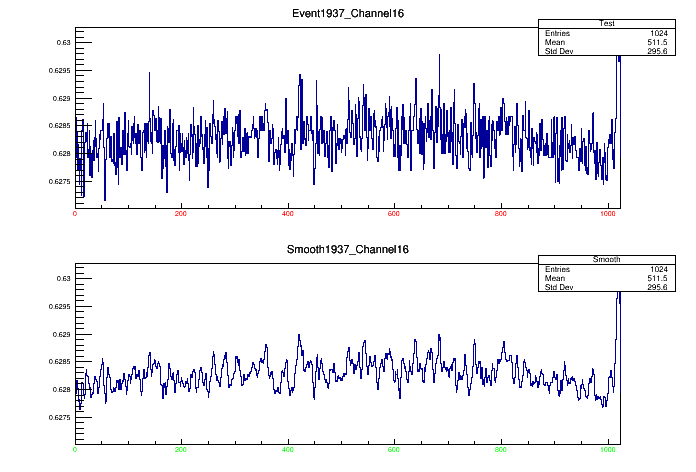 Event1937_Channel16
Test
Entries 1024
Mean 511.5
Std Dev 295.6
0.63
0.6295
0.629
0.6285
0.628
0.6275
0 200 400 600 800 1000
Smooth1937_Channel16
Smooth
Entries 1024
Mean 511.5
Std Dev 295.6
0.63
0.6295
0.629
0.6285
0.628
0.6275
0 200 400 600 800 1000